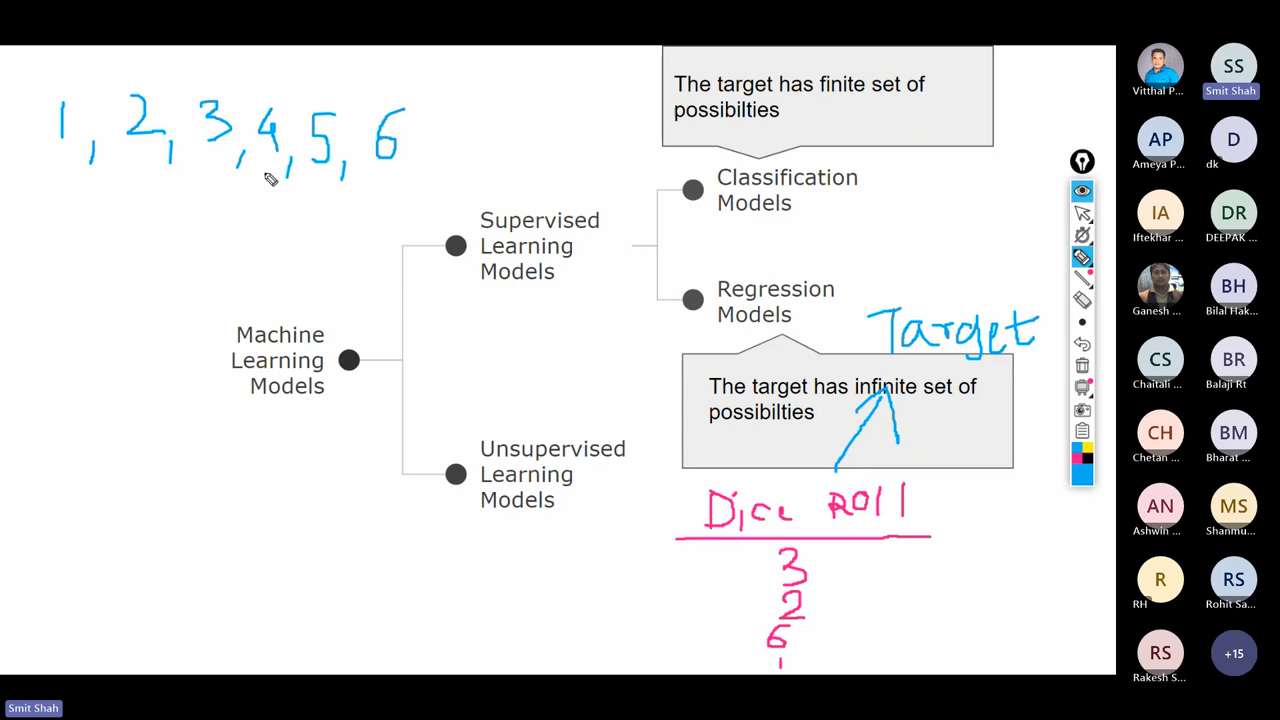 The target has finite set of
possibilties
1, 2, 3, 4, 5, 6
Classification
Models
Supervised
Learning
Models
Regression
Models
Target
Machine
Learning
Models
The target has infinite set of
possibilties
Unsupervised
Learning
Models
Dice Roll
3
2
6
1
Vitthal P...
SS
Smit Shah
AP
Ameya P...
D
dk
IA
Iftekhar ...
DR
DEEPAK ...
Ganesh ...
BH
Bilal Hak...
CS
Chaitali ...
BR
Balaji Rt
CH
Chetan ...
BM
Bharat ...
AN
Ashwin ...
MS
Shanmu...
R
RH
RS
Rohit Sa...
RS
Rakesh S...
+15
Smit Shah